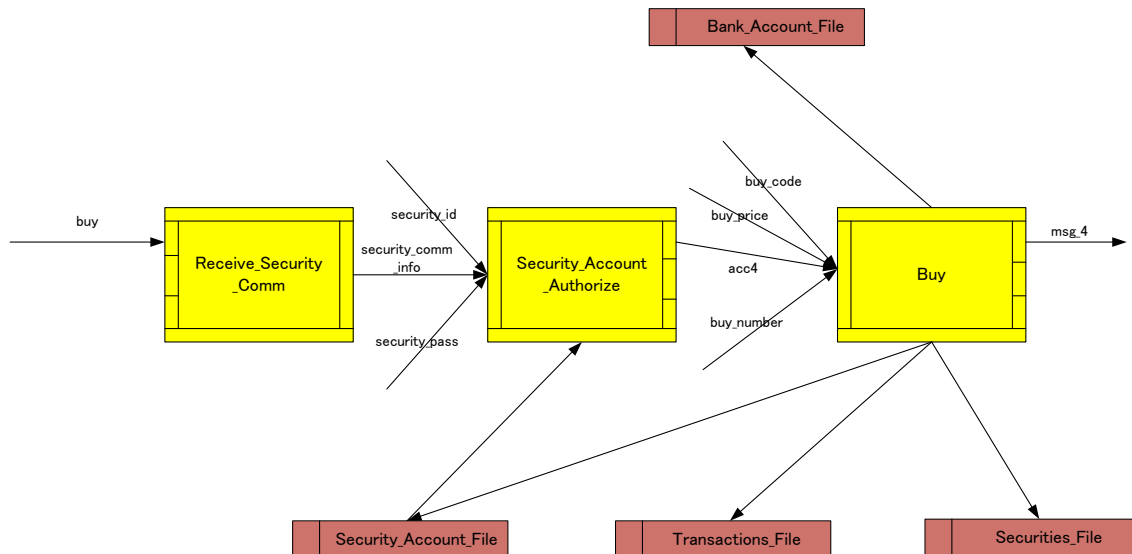 Bank_Account_File
buy_code
security_id
buy_price
buy
msg_4
security_comm
_info
Receive_Security
_Comm
Security_Account
_Authorize
acc4
Buy
buy_number
security_pass
Security_Account_File
Transactions_File
Securities_File